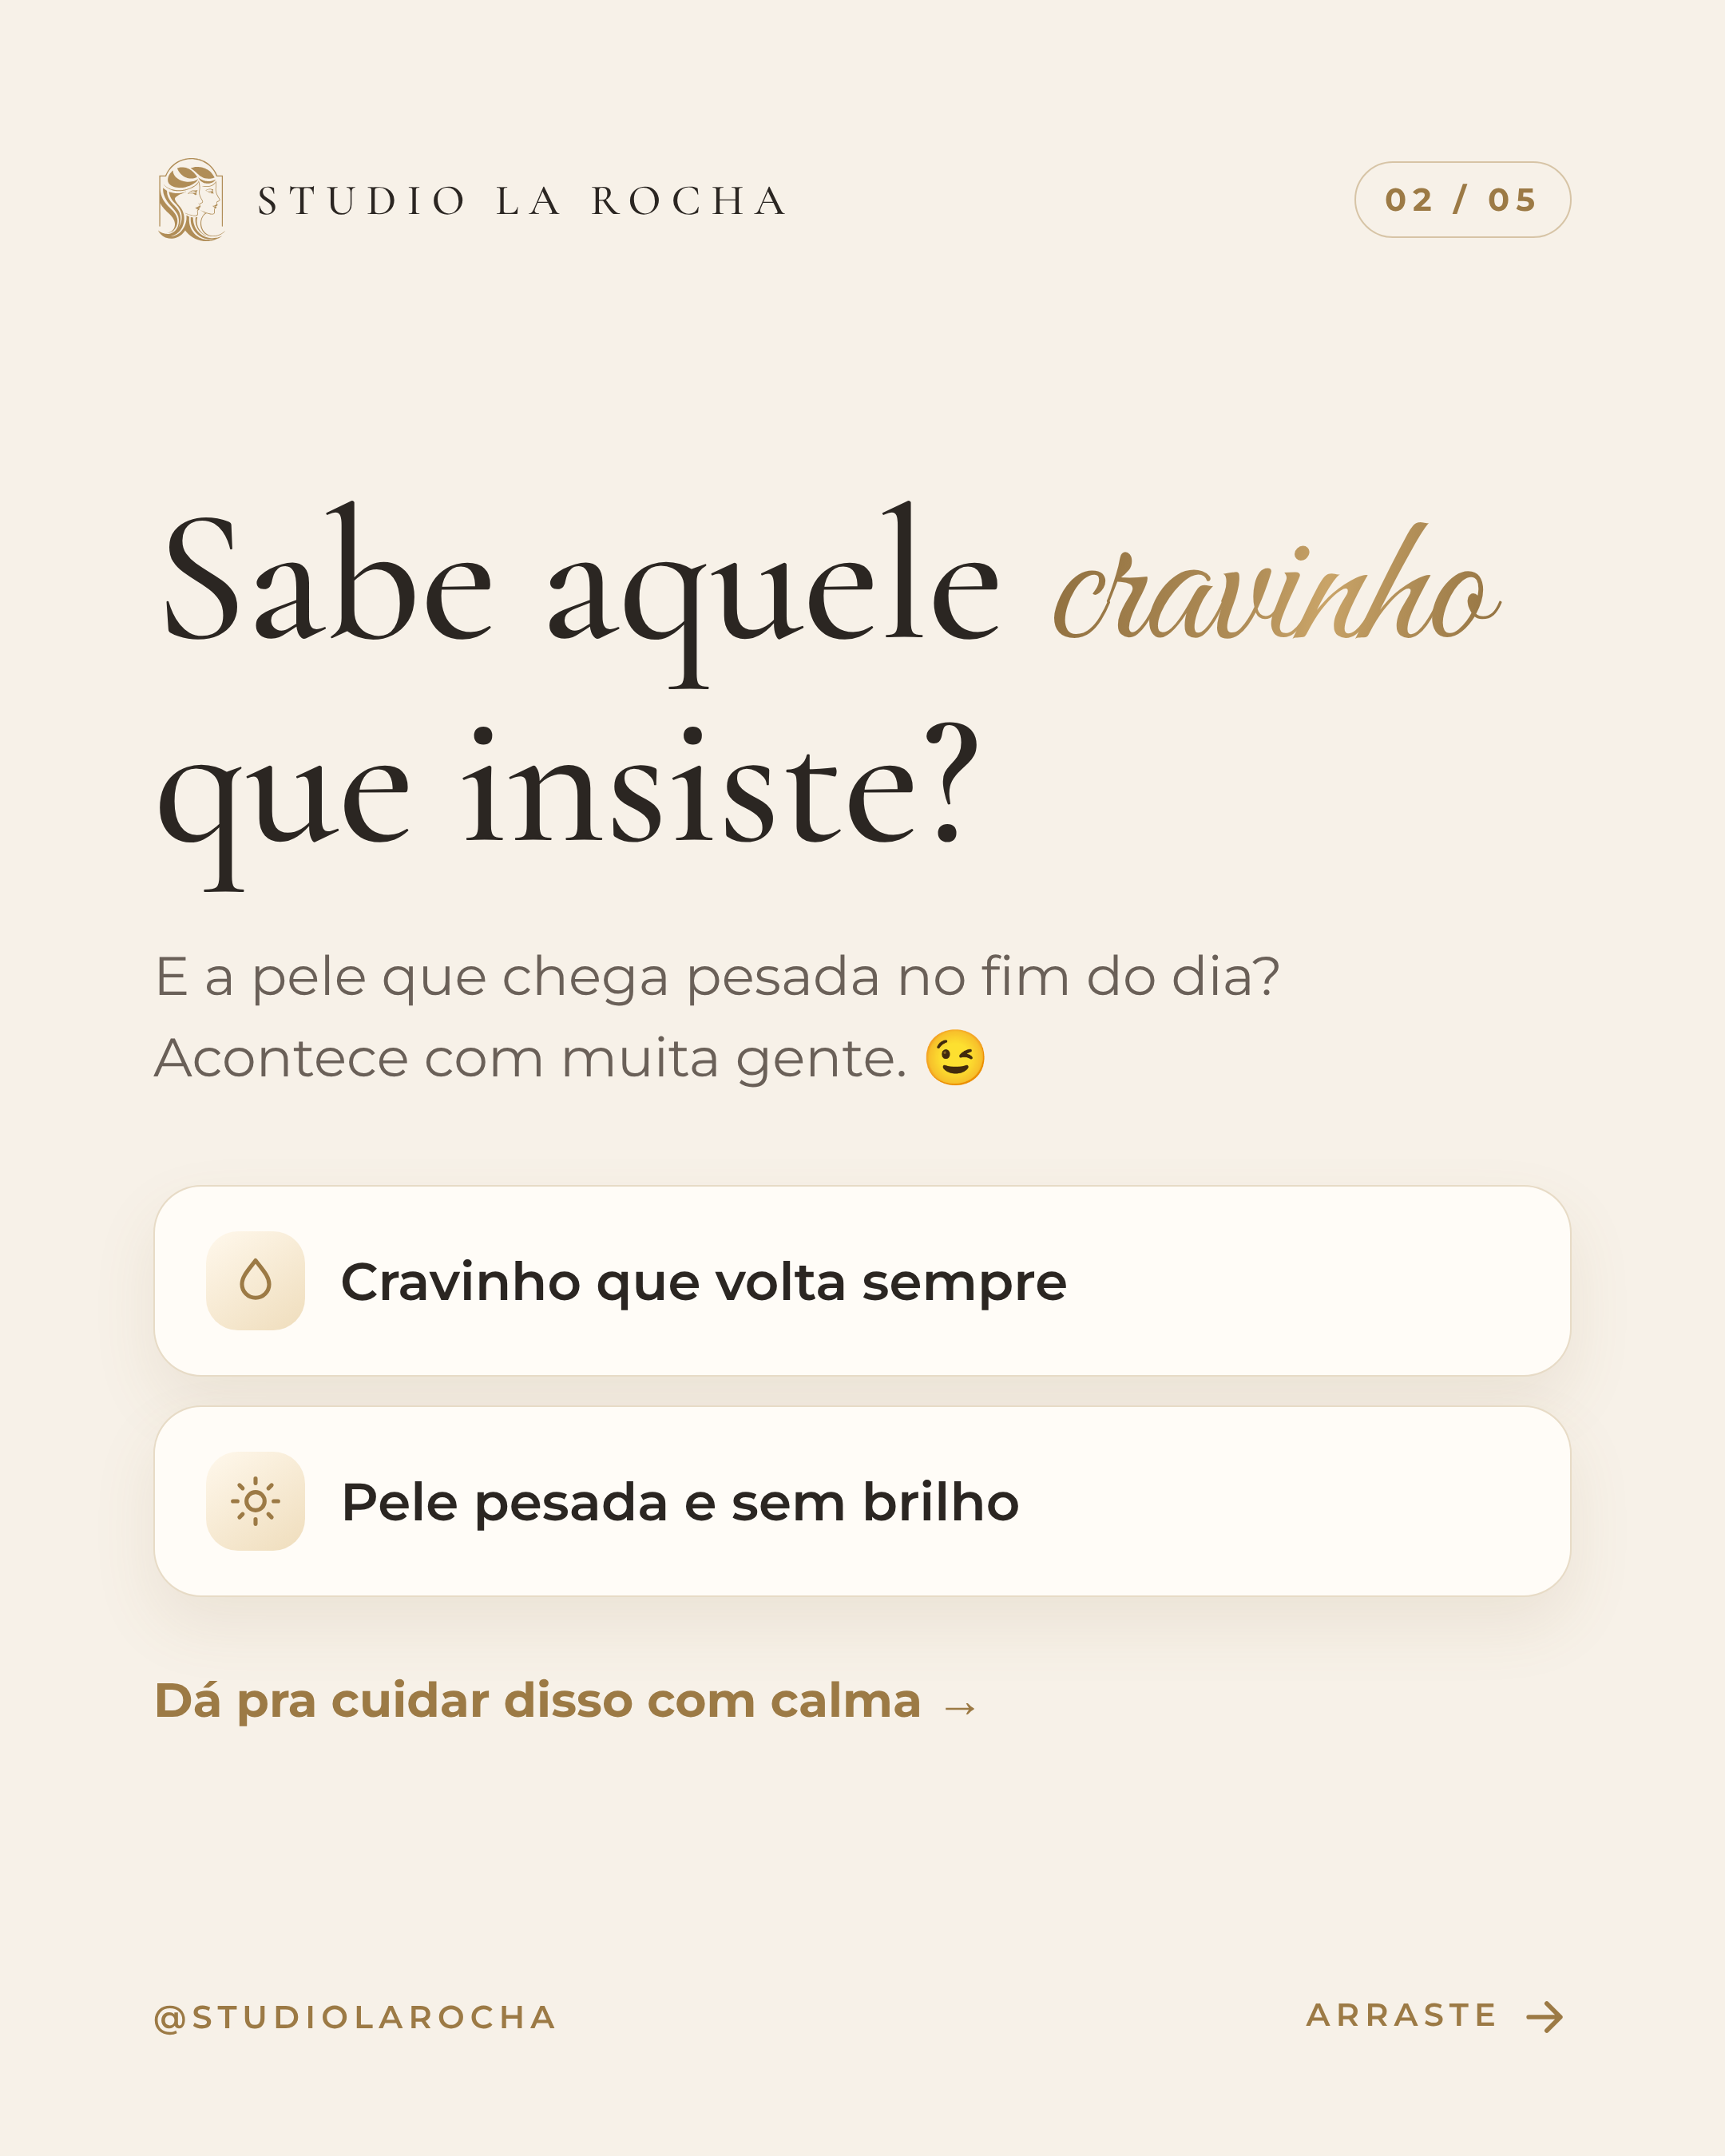 STUDIO LA ROCHA
02 / 05
Sabe aquele cravinho
que insiste?
E a pele que chega pesada no fim do dia?
Acontece com muita gente. 😉
Cravinho que volta sempre
Pele pesada e sem brilho
Dá pra cuidar disso com calma →
@STUDIOLAROCHA
ARRASTE →